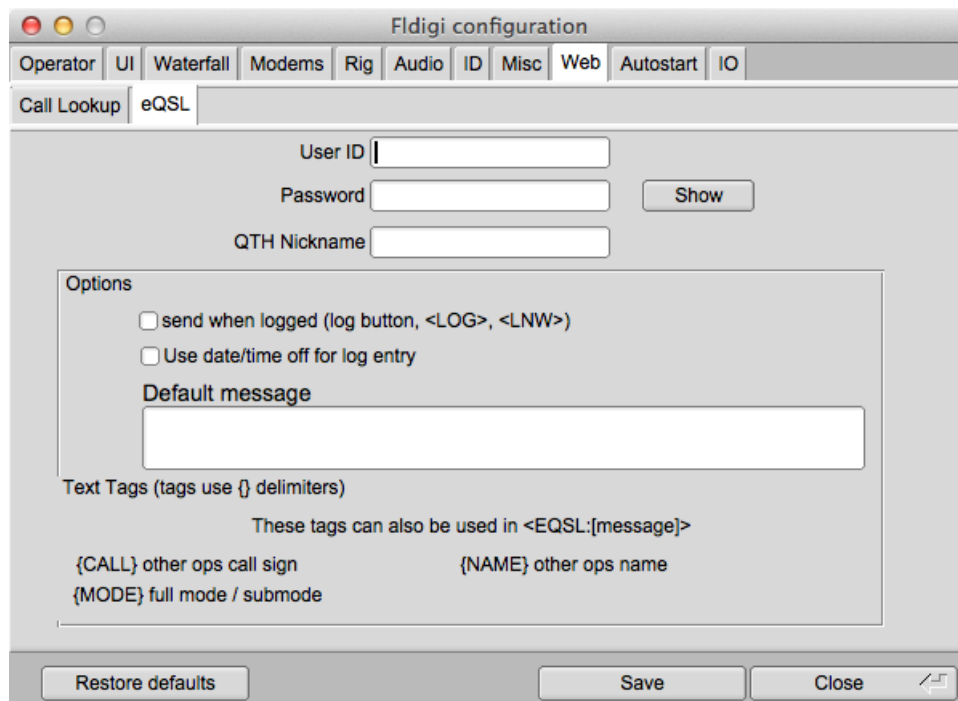 Fldigi configuration
Operator UI Waterfall Modems Rig Audio ID Misc Web Autostart IO
Call Lookup eQSL
User ID
Password Show
QTH Nickname
Options
send when logged (log button, <LOG>, <LNW>)
Use date/time off for log entry
Default message
Text Tags (tags use {} delimiters)
These tags can also be used in <EQSL:[message]>
{CALL} other ops call sign {NAME} other ops name
{MODE} full mode / submode
Restore defaults Save Close